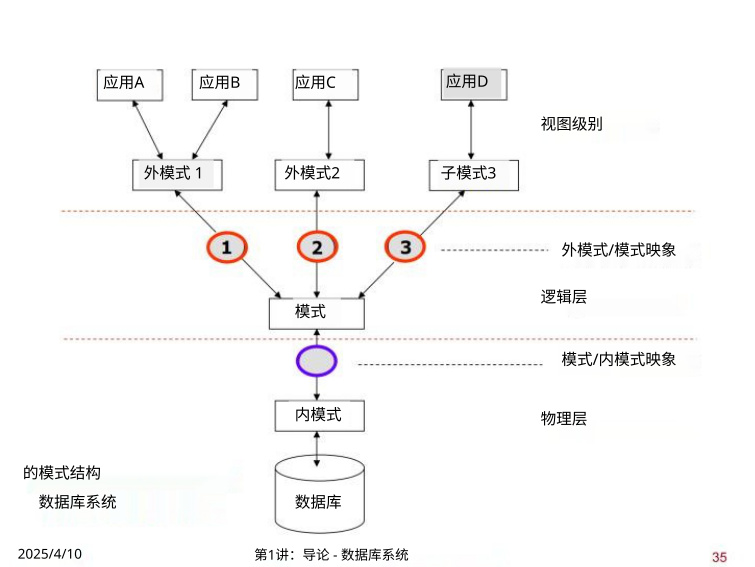 应用A
应用B
应用C
应用D
视图级别
外模式 1
外模式2
子模式3
1
2
3
外模式/模式映象
逻辑层
模式
模式/内模式映象
内模式
物理层
的模式结构
数据库系统
数据库
2025/4/10
第1讲：导论 - 数据库系统
35